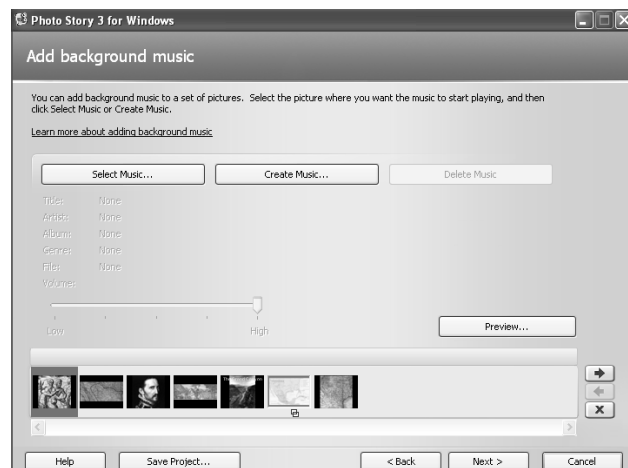 Photo Story 3 for Windows
Add background music
You can add background music to a set of pictures. Select the picture where you want the music to start playing, and then
click Select Music or Create Music.
Learn more about adding background music
Select Music... Create Music... Delete Music
Title: None
Artist: None
Album: None
Genre: None
File: None
Volume:
Low High
Preview...
Help Save Project... < Back Next > Cancel